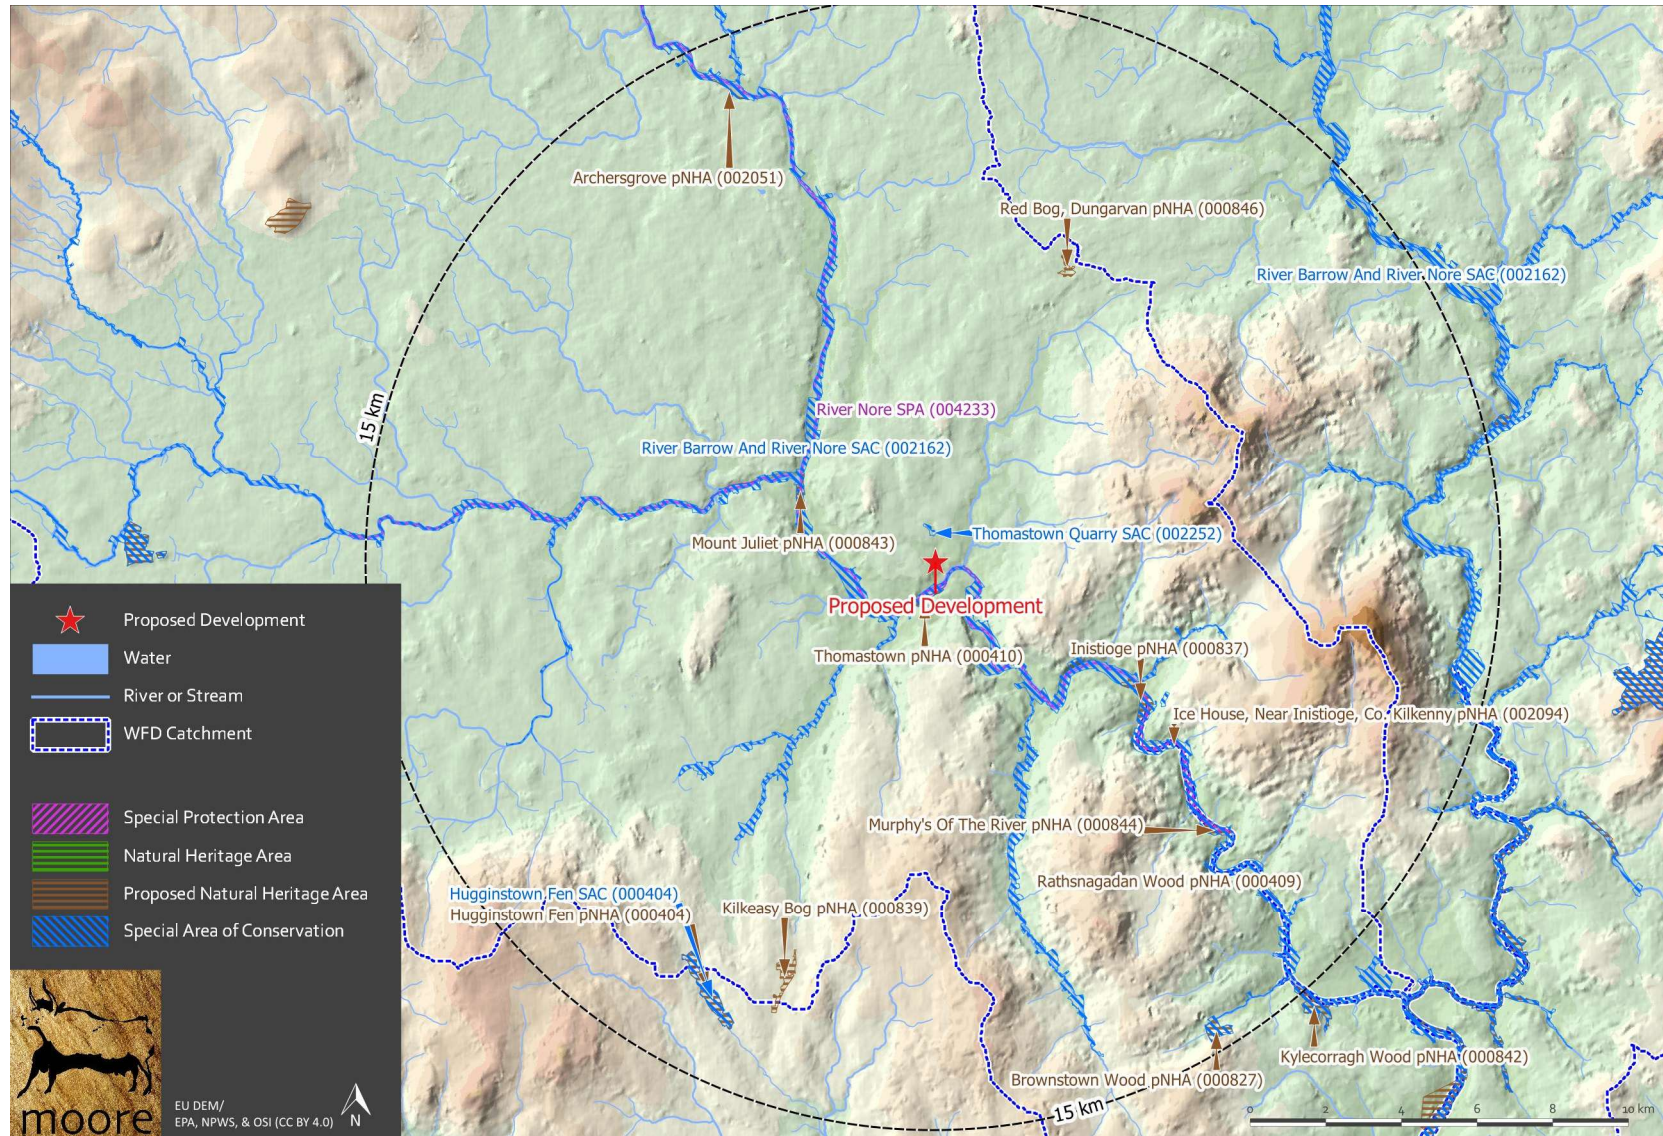 Archersgrove pNHA (002051)
Red Bog, Dungarvan pNHA (000846)
River Barrow And River Nore SAC (002162)
15 km
River Nore SPA (004233)
River Barrow And River Nore SAC (002162)
Mount Juliet pNHA (000843)
Thomastown Quarry SAC (002252)
Proposed Development
Thomastown pNHA (000410)
Inistioge pNHA (000837)
Ice House, Near Inistioge, Co. Kilkenny pNHA (002094)
Murphy's Of The River pNHA (000844)
Rathsnagadan Wood pNHA (000409)
Hugginstown Fen SAC (000404)
Hugginstown Fen pNHA (000404)
Kilkeasy Bog pNHA (000839)
Kylecorragh Wood pNHA (000842)
Brownstown Wood pNHA (000827)
15 km
0 2 4 6 8 10 km
Proposed Development
Water
River or Stream
WFD Catchment
Special Protection Area
Natural Heritage Area
Proposed Natural Heritage Area
Special Area of Conservation
moore
EU DEM/
EPA, NPWS, & OSI (CC BY 4.0)
N